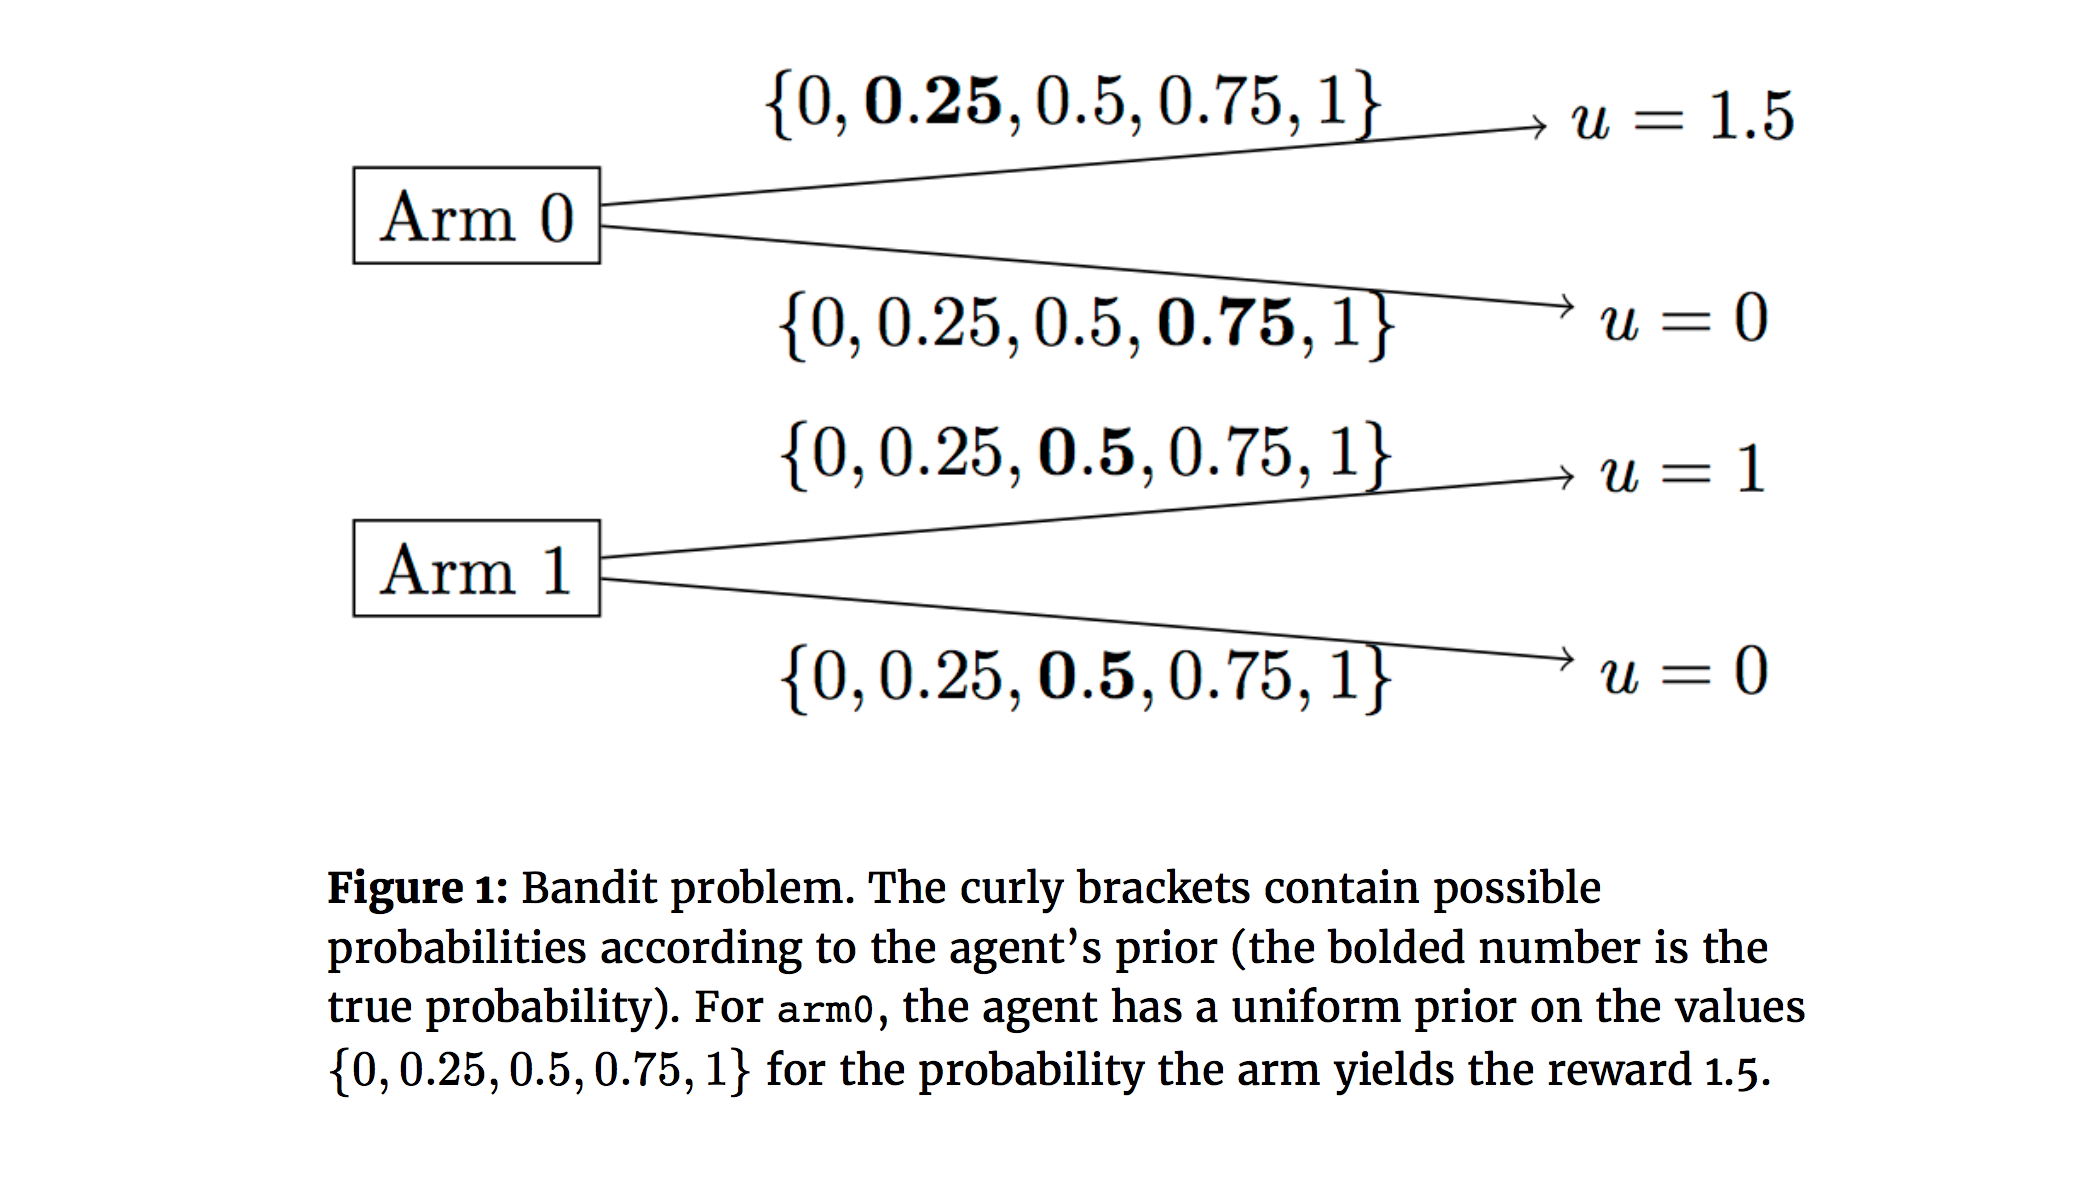 {0, 0.25, 0.5, 0.75, 1}
u = 1.5
Arm 0
{0, 0.25, 0.5, 0.75, 1}
u = 0
{0, 0.25, 0.5, 0.75, 1}
u = 1
Arm 1
{0, 0.25, 0.5, 0.75, 1}
u = 0
Figure 1: Bandit problem. The curly brackets contain possible
probabilities according to the agent’s prior (the bolded number is the
true probability). For arm0, the agent has a uniform prior on the values
{0, 0.25, 0.5, 0.75, 1} for the probability the arm yields the reward 1.5.